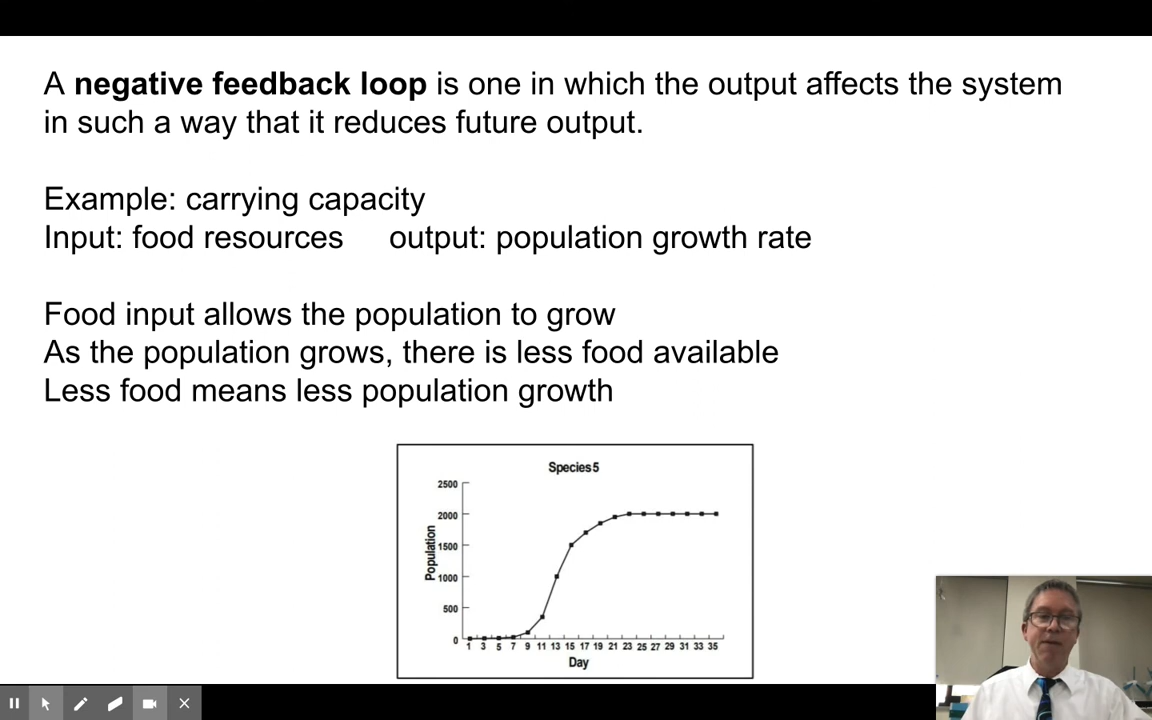 A negative feedback loop is one in which the output affects the system
in such a way that it reduces future output.
Example: carrying capacity
Input: food resources output: population growth rate
Food input allows the population to grow
As the population grows, there is less food available
Less food means less population growth
Species 5
2500
2000
1500
1000
500
0
Population
1 3 5 7 9 11 13 15 17 19 21 23 25 27 29 31 33 35
Day